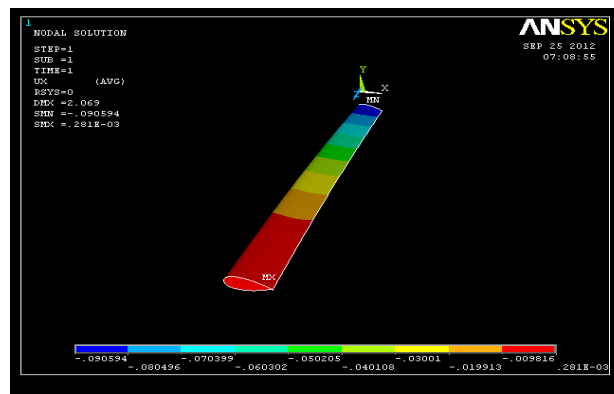 1
NODAL SOLUTION
STEP=1
SUB =1
TIME=1
UX (AVG)
RSYS=0
DMX =2.069
SMN =-.090594
SMX =.281E-03
ANSYS
SEP 25 2012
07:08:55
Y
Z X
MN
MX
-.090594 -.070399 -.050205 -.03001 -.009816
-.080496 -.060302 -.040108 -.019913 .281E-03